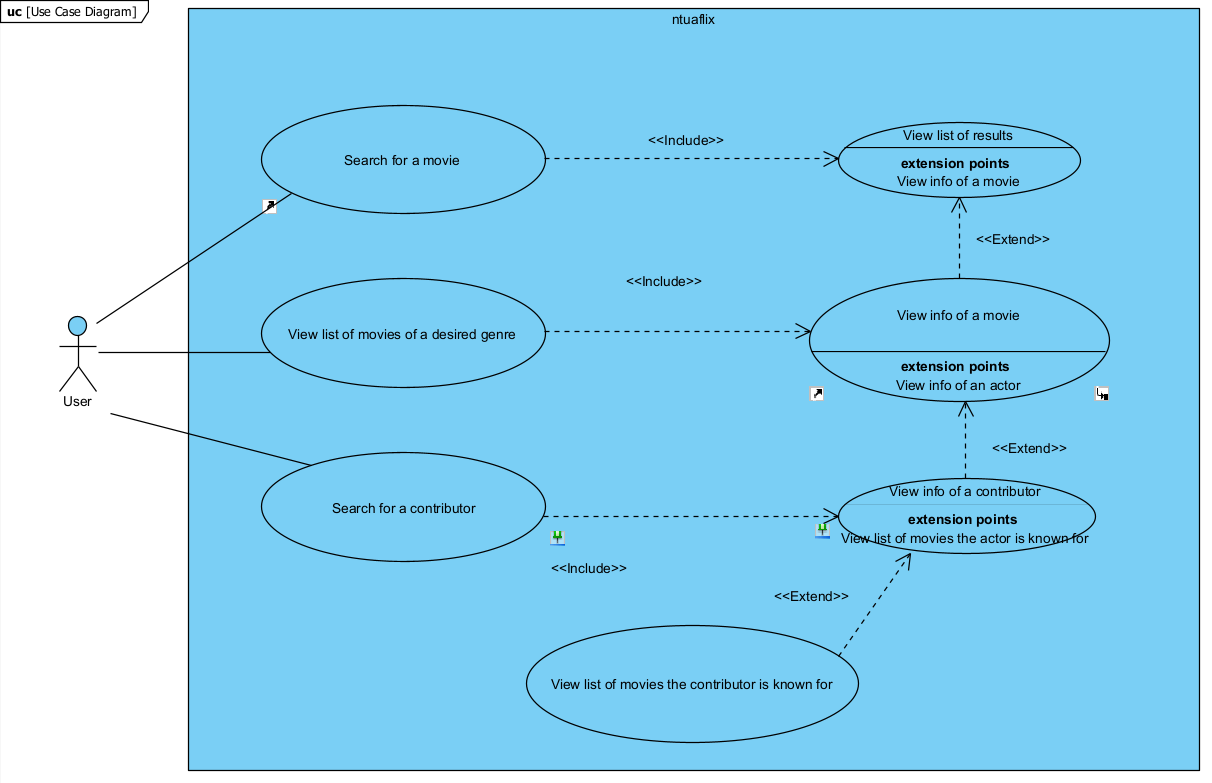 uc [Use Case Diagram]
ntuaflix
Search for a movie
<<Include>>
View list of results
extension points
View info of a movie
<<Extend>>
View list of movies of a desired genre
<<Include>>
View info of a movie
extension points
View info of an actor
User
<<Extend>>
Search for a contributor
<<Include>>
View info of a contributor
extension points
View list of movies the actor is known for
<<Extend>>
View list of movies the contributor is known for